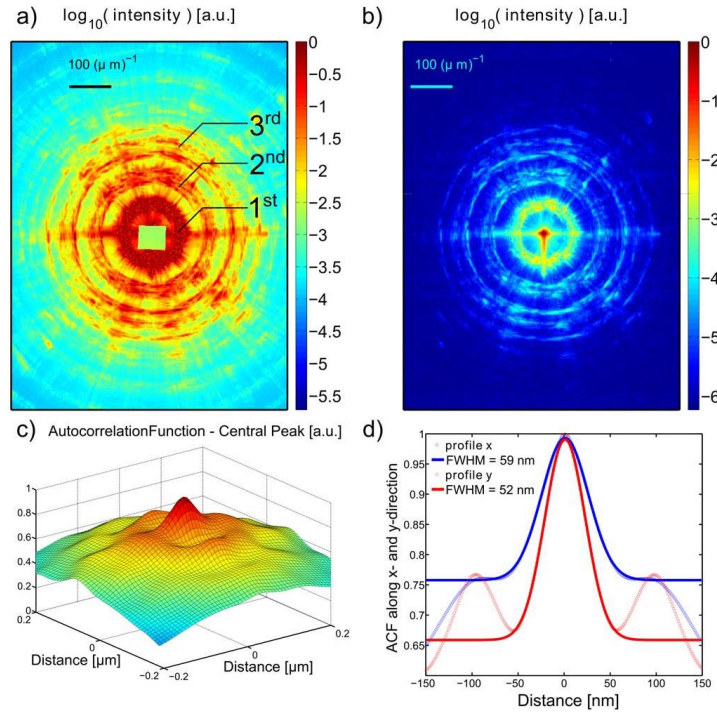 a) log10( intensity ) [a.u.]
100 (μ m)−1
3rd
2nd
1st
0
−0.5
−1
−1.5
−2
−2.5
−3
−3.5
−4
−4.5
−5
−5.5
b) log10( intensity ) [a.u.]
100 (μ m)−1
0
−1
−2
−3
−4
−5
−6
c) AutocorrelationFunction - Central Peak [a.u.]
1
0.8
0.6
0.4
0.2
0
0.2
0
−0.2
Distance [μm]
−0.2
0
0.2
Distance [μm]
d)
ACF along x- and y-direction
1
0.95
0.9
0.85
0.8
0.75
0.7
0.65
profile x
FWHM = 59 nm
profile y
FWHM = 52 nm
−150 −100 −50 0 50 100 150
Distance [nm]